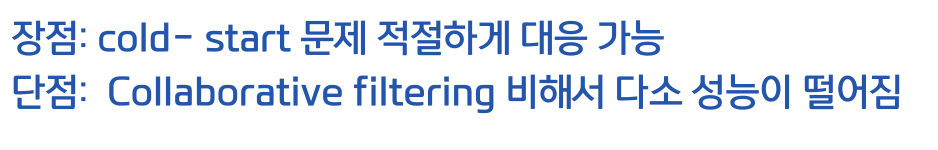 장점: cold- start 문제 적절하게 대응 가능
단점:  Collaborative filtering 비해서 다소 성능이 떨어짐